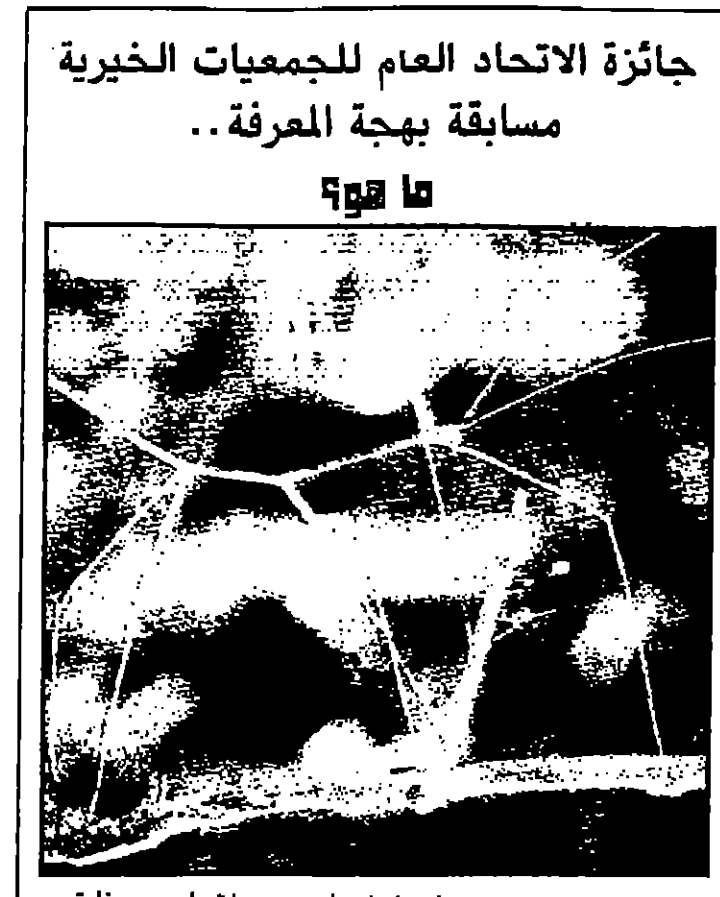 جائزة الاتحاد العام للجمعيات الخيرية
مسابقة بهجة المعرفة..
ما هو؟